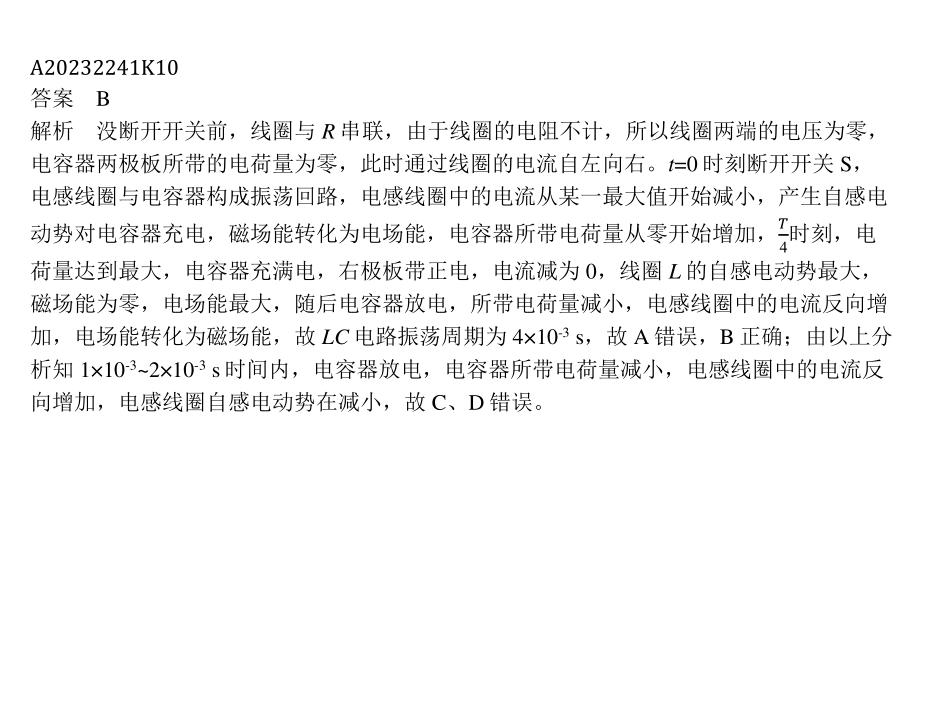 A20232241K10
答案　B
解析　没断开开关前，线圈与 R 串联，由于线圈的电阻不计，所以线圈两端的电压为零，
电容器两极板所带的电荷量为零，此时通过线圈的电流自左向右。t=0 时刻断开开关 S，
电感线圈与电容器构成振荡回路，电感线圈中的电流从某一最大值开始减小，产生自感电
动势对电容器充电，磁场能转化为电场能，电容器所带电荷量从零开始增加，T/4时刻，电
荷量达到最大，电容器充满电，右极板带正电，电流减为 0，线圈 L 的自感电动势最大，
磁场能为零，电场能最大，随后电容器放电，所带电荷量减小，电感线圈中的电流反向增
加，电场能转化为磁场能，故 LC 电路振荡周期为 4×10⁻³ s，故 A 错误，B 正确；由以上分
析知 1×10⁻³~2×10⁻³ s 时间内，电容器放电，电容器所带电荷量减小，电感线圈中的电流反
向增加，电感线圈自感电动势在减小，故 C、D 错误。